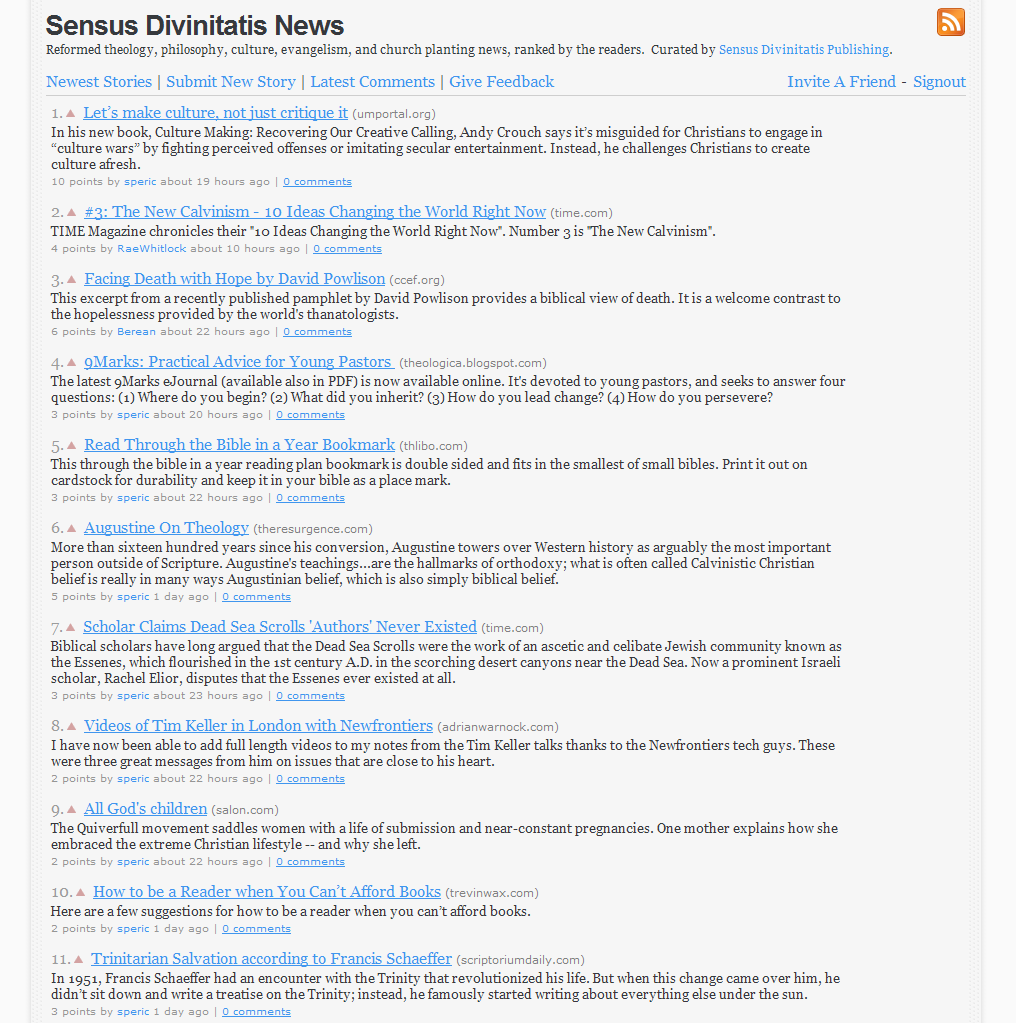 Sensus Divinitatis News
Reformed theology, philosophy, culture, evangelism, and church planting news, ranked by the readers.  Curated by Sensus Divinitatis Publishing.
Newest Stories | Submit New Story | Latest Comments | Give Feedback
Invite A Friend - Signout
1. Let’s make culture, not just critique it (umportal.org)
In his new book, Culture Making: Recovering Our Creative Calling, Andy Crouch says it’s misguided for Christians to engage in
“culture wars” by fighting perceived offenses or imitating secular entertainment. Instead, he challenges Christians to create
culture afresh.
10 points by speric about 19 hours ago | 0 comments
2. #3: The New Calvinism - 10 Ideas Changing the World Right Now (time.com)
TIME Magazine chronicles their "10 Ideas Changing the World Right Now". Number 3 is "The New Calvinism".
4 points by RaeWhitlock about 10 hours ago | 0 comments
3. Facing Death with Hope by David Powlison (ccef.org)
This excerpt from a recently published pamphlet by David Powlison provides a biblical view of death. It is a welcome contrast to
the hopelessness provided by the world's thanatologists.
6 points by Berean about 22 hours ago | 0 comments
4. 9Marks: Practical Advice for Young Pastors (theologica.blogspot.com)
The latest 9Marks eJournal (available also in PDF) is now available online. It's devoted to young pastors, and seeks to answer four
questions: (1) Where do you begin? (2) What did you inherit? (3) How do you lead change? (4) How do you persevere?
3 points by speric about 20 hours ago | 0 comments
5. Read Through the Bible in a Year Bookmark (thlibo.com)
This through the bible in a year reading plan bookmark is double sided and fits in the smallest of small bibles. Print it out on
cardstock for durability and keep it in your bible as a place mark.
3 points by speric about 22 hours ago | 0 comments
6. Augustine On Theology (theresurgence.com)
More than sixteen hundred years since his conversion, Augustine towers over Western history as arguably the most important
person outside of Scripture. Augustine's teachings...are the hallmarks of orthodoxy; what is often called Calvinistic Christian
belief is really in many ways Augustinian belief, which is also simply biblical belief.
5 points by speric 1 day ago | 0 comments
7. Scholar Claims Dead Sea Scrolls 'Authors' Never Existed (time.com)
Biblical scholars have long argued that the Dead Sea Scrolls were the work of an ascetic and celibate Jewish community known as
the Essenes, which flourished in the 1st century A.D. in the scorching desert canyons near the Dead Sea. Now a prominent Israeli
scholar, Rachel Elior, disputes that the Essenes ever existed at all.
3 points by speric about 23 hours ago | 0 comments
8. Videos of Tim Keller in London with Newfrontiers (adrianwarnock.com)
I have now been able to add full length videos to my notes from the Tim Keller talks thanks to the Newfrontiers tech guys. These
were three great messages from him on issues that are close to his heart.
2 points by speric about 22 hours ago | 0 comments
9. All God's children (salon.com)
The Quiverfull movement saddles women with a life of submission and near-constant pregnancies. One mother explains how she
embraced the extreme Christian lifestyle -- and why she left.
2 points by speric about 22 hours ago | 0 comments
10. How to be a Reader when You Can’t Afford Books (trevinwax.com)
Here are a few suggestions for how to be a reader when you can’t afford books.
2 points by speric 1 day ago | 0 comments
11. Trinitarian Salvation according to Francis Schaeffer (scriptoriumdaily.com)
In 1951, Francis Schaeffer had an encounter with the Trinity that revolutionized his life. But when this change came over him, he
didn’t sit down and write a treatise on the Trinity; instead, he famously started writing about everything else under the sun.
3 points by speric 1 day ago | 0 comments